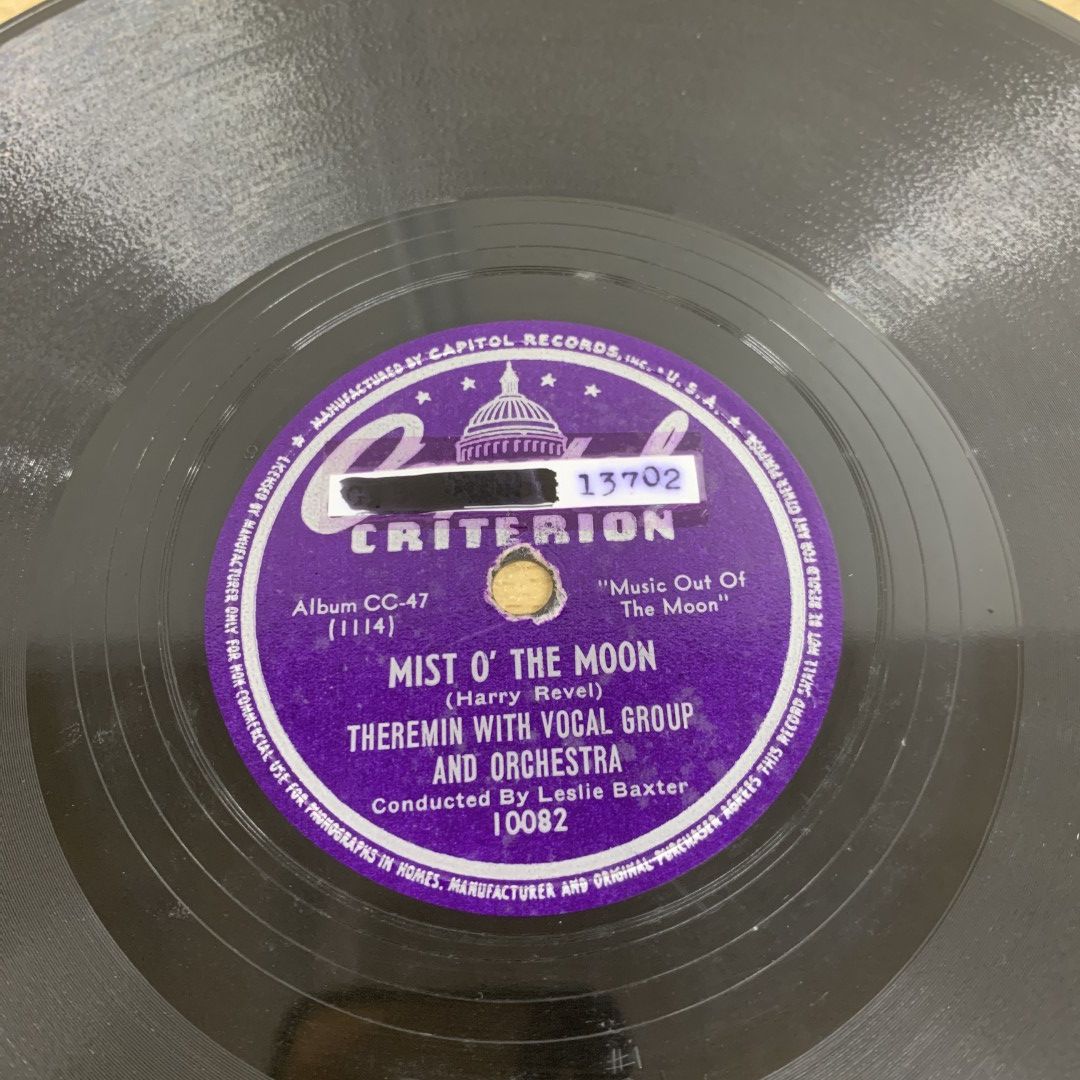 ★ MANUFACTURED BY CAPITOL RECORDS, INC. • U. S. A. ★
LICENSED BY MANUFACTURER ONLY FOR NON-COMMERCIAL USE FOR PHONOGRAPHS IN HOMES. MANUFACTURER AND ORIGINAL PURCHASER AGREES THIS RECORD SHALL NOT BE RESOLD FOR ANY OTHER PURPOSE.
13702
CRITERION
Album CC-47
(1114)
"Music Out Of
The Moon"
MIST O' THE MOON
(Harry Revel)
THEREMIN WITH VOCAL GROUP
AND ORCHESTRA
Conducted By Leslie Baxter
10082
#1